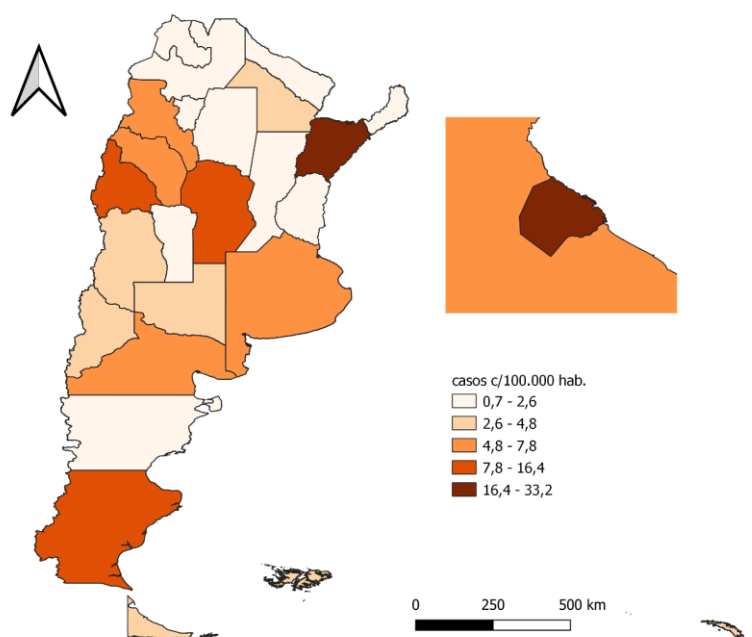 casos c/100.000 hab.
0,7 - 2,6
2,6 - 4,8
4,8 - 7,8
7,8 - 16,4
16,4 - 33,2
0 250 500 km